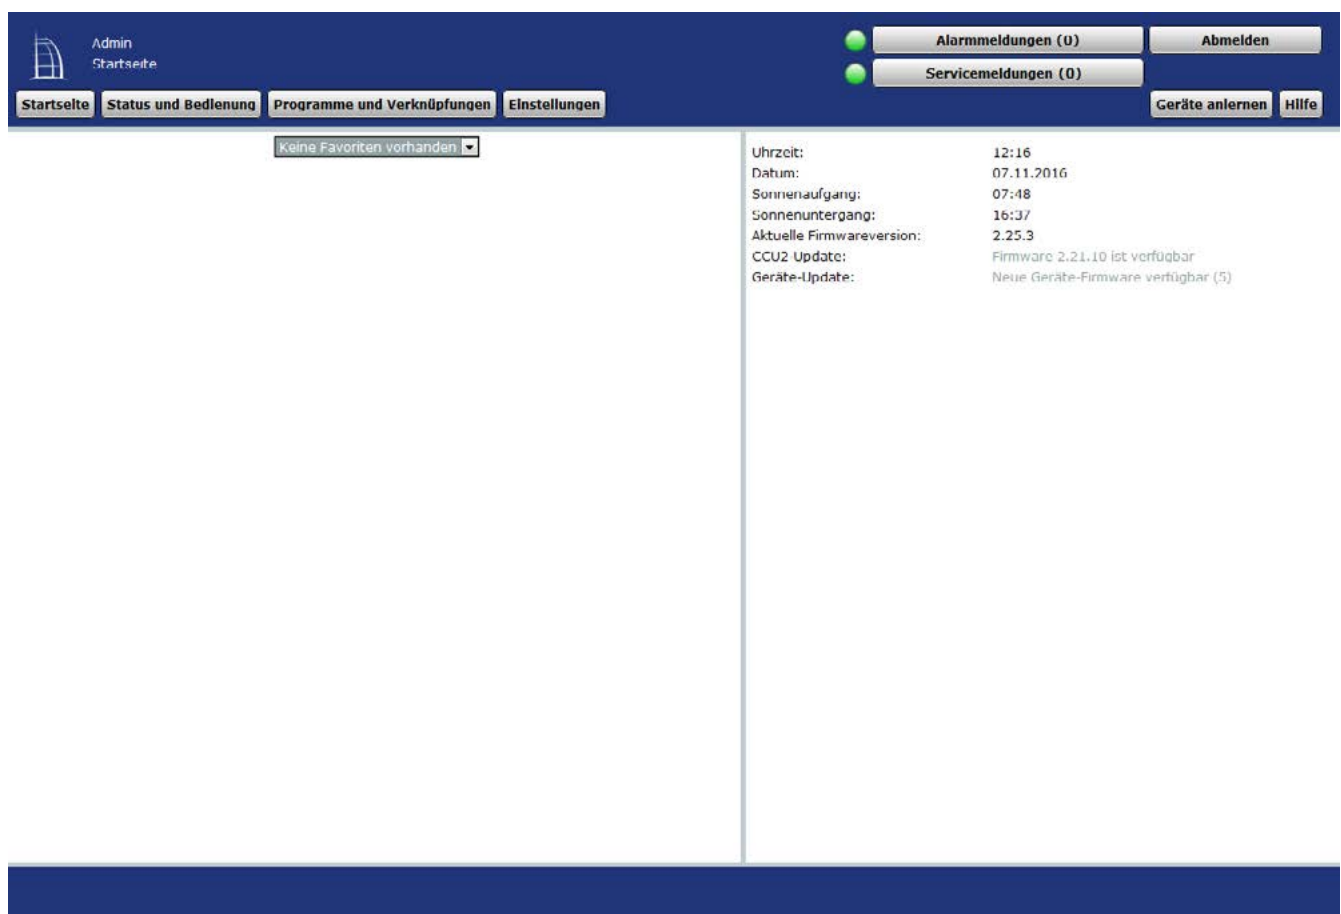 Admin
Startseite
Alarmmeldungen (0)
Abmelden
Servicemeldungen (0)
Startseite
Status und Bedienung
Programme und Verknüpfungen
Einstellungen
Geräte anlernen
Hilfe
Keine Favoriten vorhanden
Uhrzeit: 12:16
Datum: 07.11.2016
Sonnenaufgang: 07:48
Sonnenuntergang: 16:37
Aktuelle Firmwareversion: 2.25.3
CCU2-Update: Firmware 2.21.10 ist verfügbar
Geräte-Update: Neue Geräte-Firmware verfügbar (5)